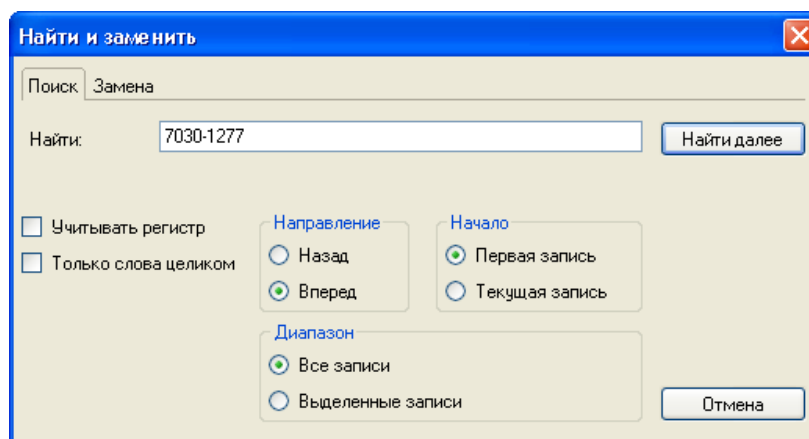 Найти и заменить
Поиск Замена
Найти: 7030-1277 Найти далее
Учитывать регистр
Только слова целиком
Направление
Назад
Вперед
Начало
Первая запись
Текущая запись
Диапазон
Все записи
Выделенные записи
Отмена